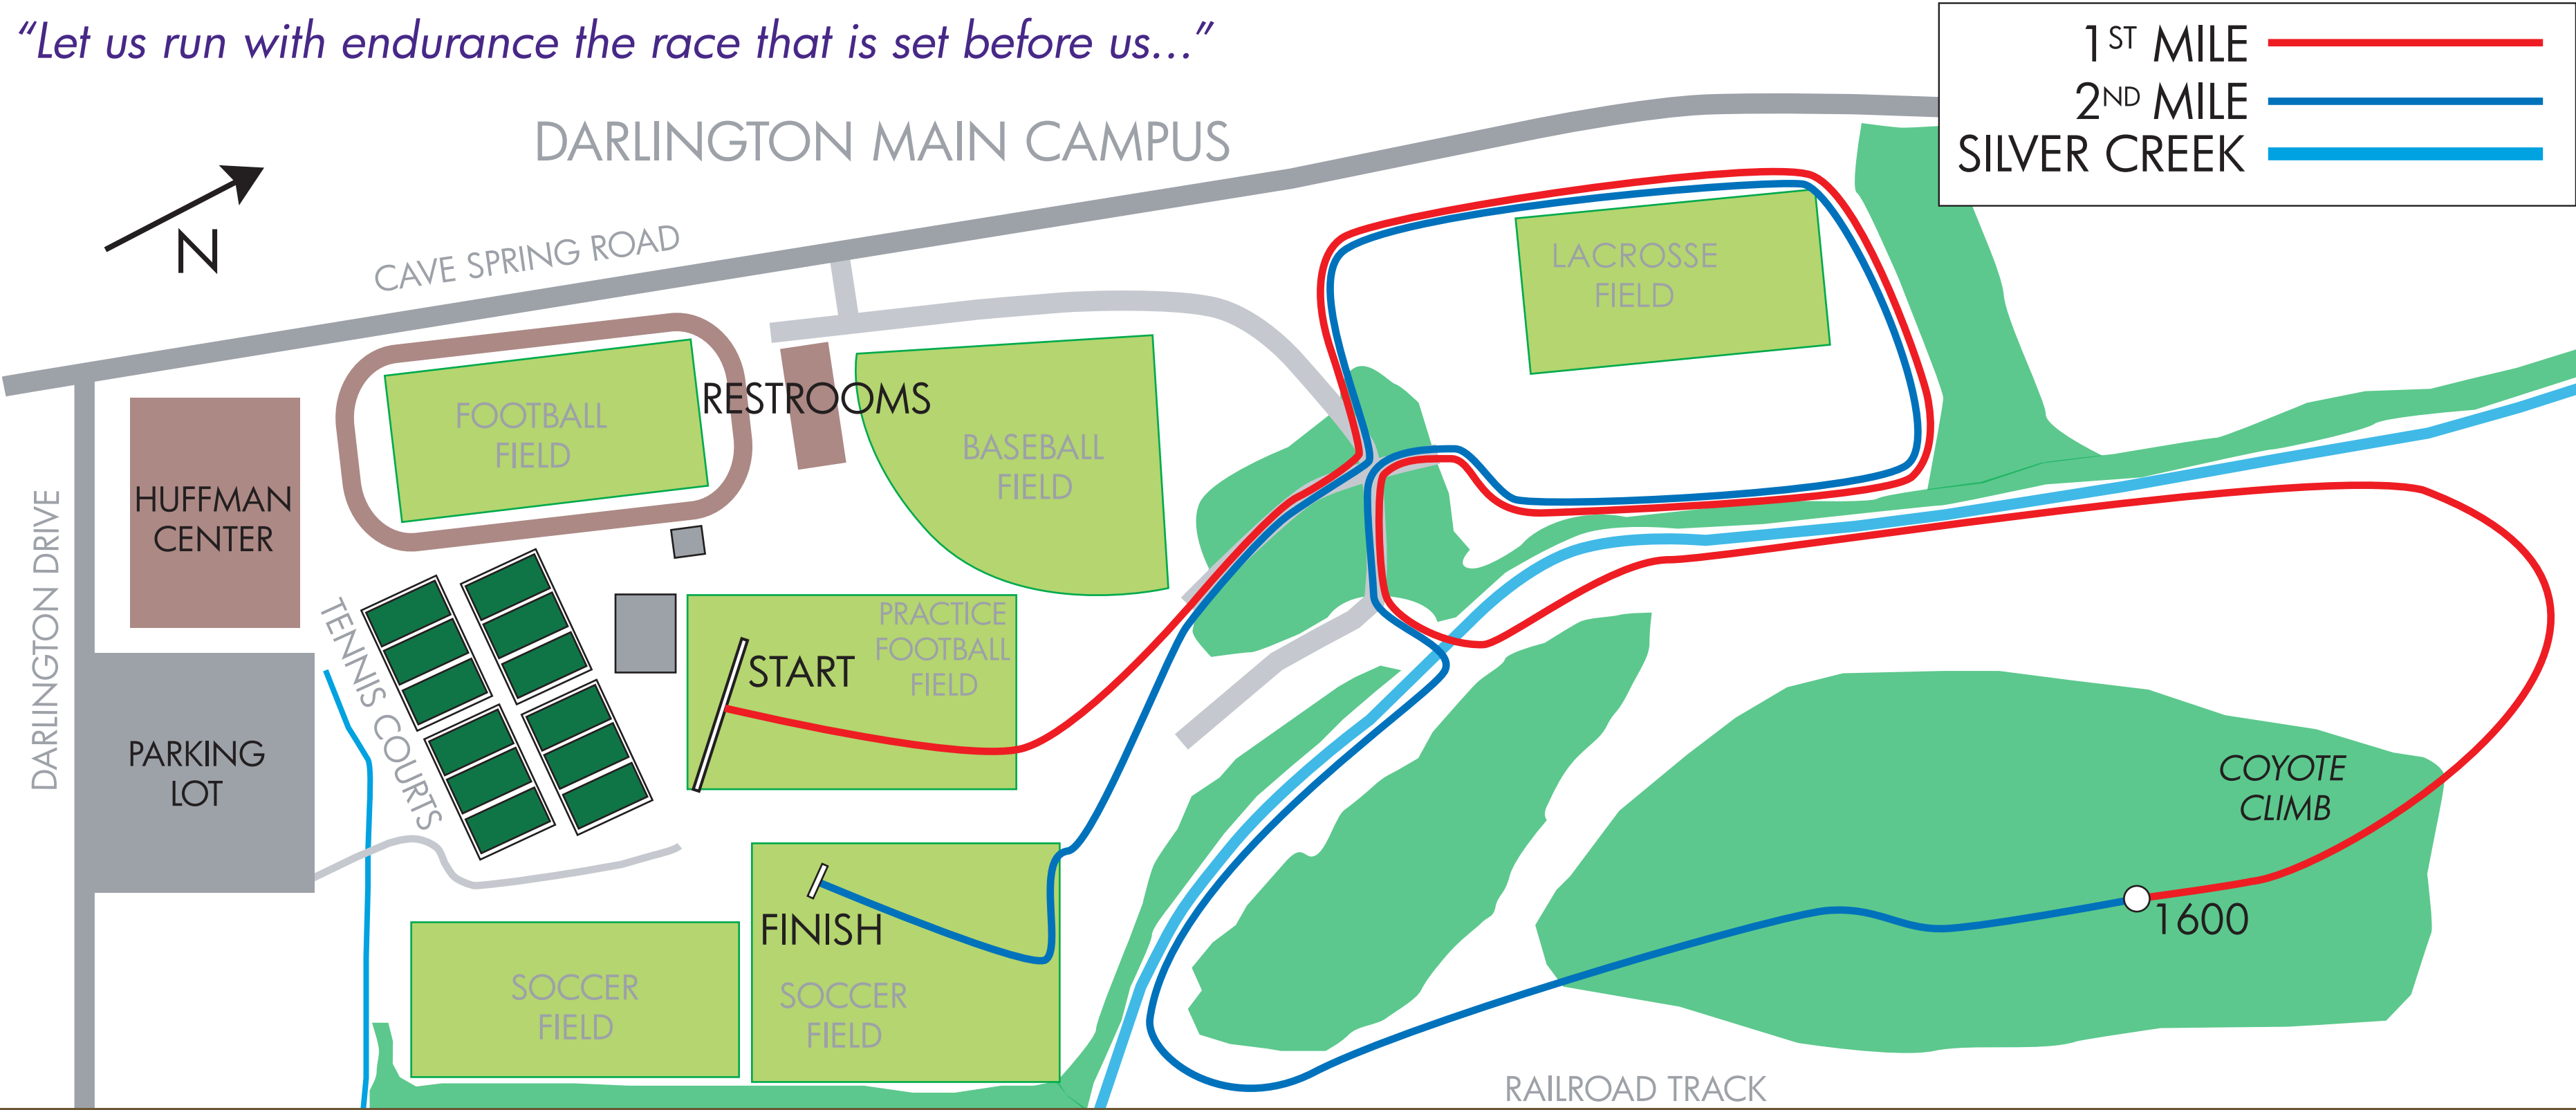 “Let us run with endurance the race that is set before us...”
1ST MILE
2ND MILE
SILVER CREEK
DARLINGTON MAIN CAMPUS
N
CAVE SPRING ROAD
LACROSSE
FIELD
RESTROOMS
FOOTBALL
FIELD
BASEBALL
FIELD
HUFFMAN
CENTER
DARLINGTON DRIVE
TENNIS COURTS
PRACTICE
FOOTBALL
FIELD
START
PARKING
LOT
COYOTE
CLIMB
1600
FINISH
SOCCER
FIELD
SOCCER
FIELD
RAILROAD TRACK